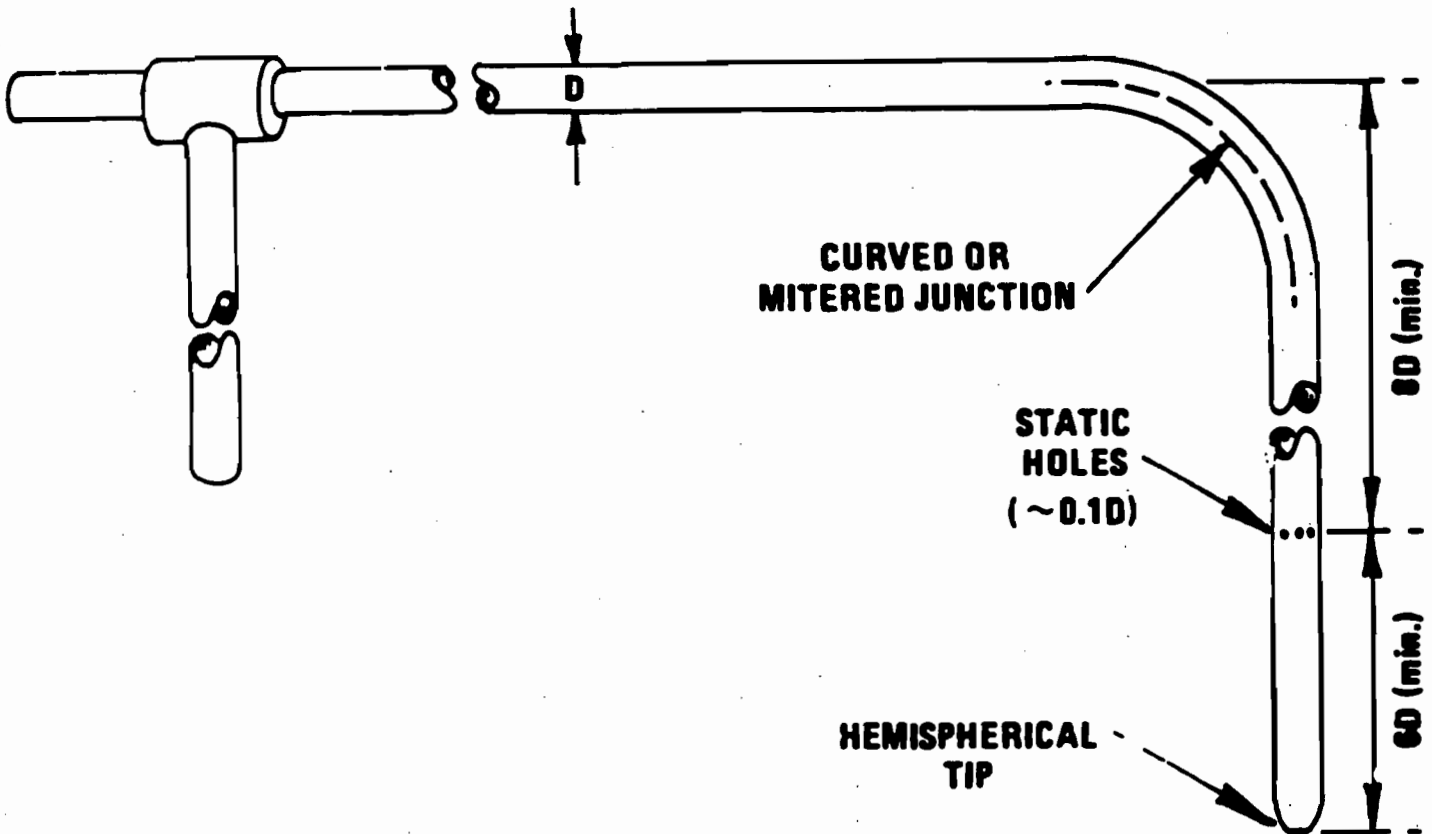 D
CURVED OR
MITERED JUNCTION
8D (min.)
STATIC
HOLES
(~0.1D)
6D (min.)
HEMISPHERICAL
TIP